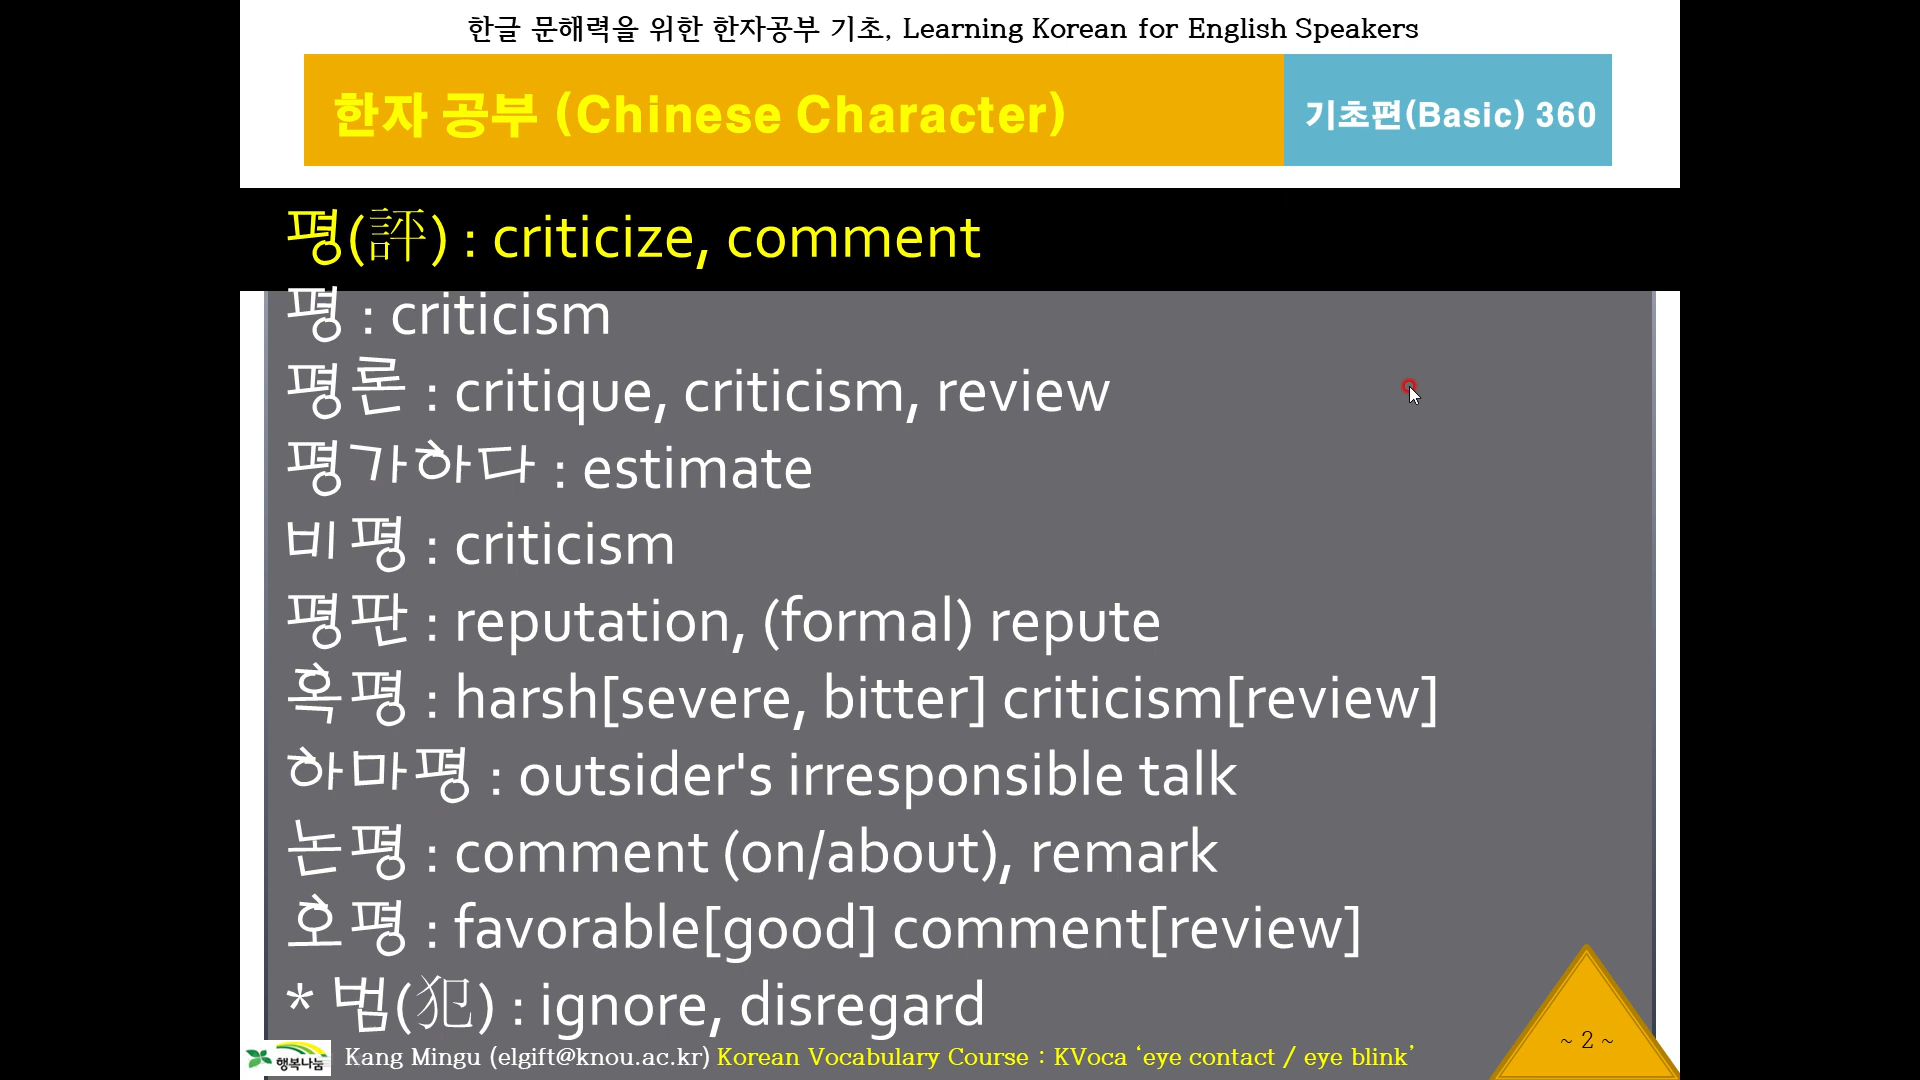 한글 문해력을 위한 한자공부 기초, Learning Korean for English Speakers
한자 공부 (Chinese Character)
기초편(Basic) 360
평(評) : criticize, comment
평 : criticism
평론 : critique, criticism, review
평가하다 : estimate
비평 : criticism
평판 : reputation, (formal) repute
혹평 : harsh[severe, bitter] criticism[review]
하마평 : outsider's irresponsible talk
논평 : comment (on/about), remark
호평 : favorable[good] comment[review]
* 범(犯) : ignore, disregard
~ 2 ~
행복나눔
Kang Mingu (elgift@knou.ac.kr) Korean Vocabulary Course : KVoca ‘eye contact / eye blink’